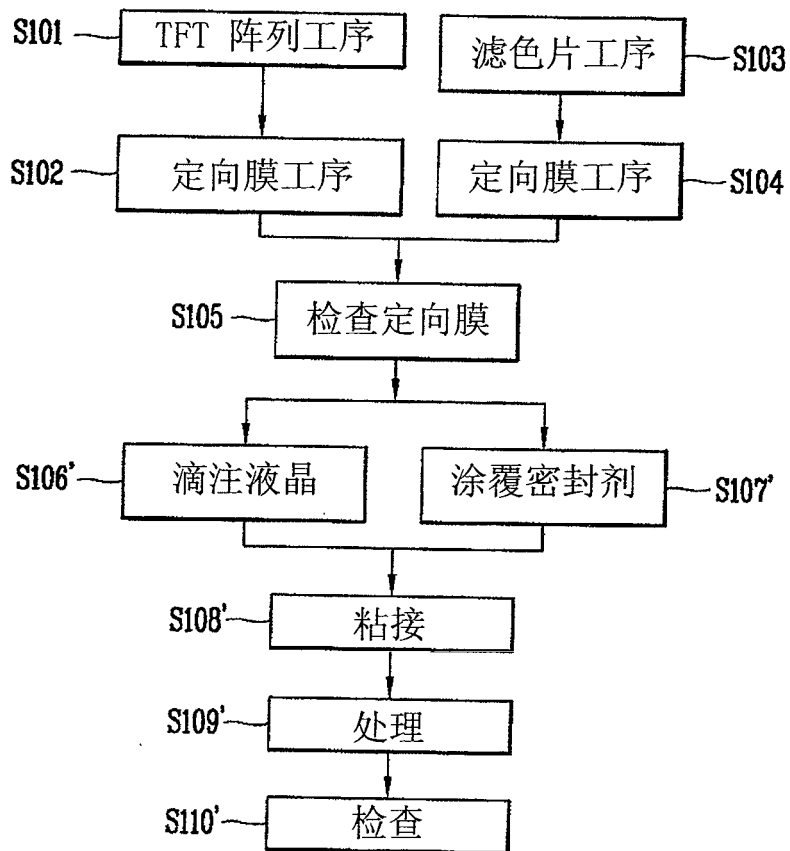 S101
TFT 阵列工序
滤色片工序
S103
S102
定向膜工序
定向膜工序
S104
S105
检查定向膜
S106'
滴注液晶
涂覆密封剂
S107'
S108'
粘接
S109'
处理
S110'
检查